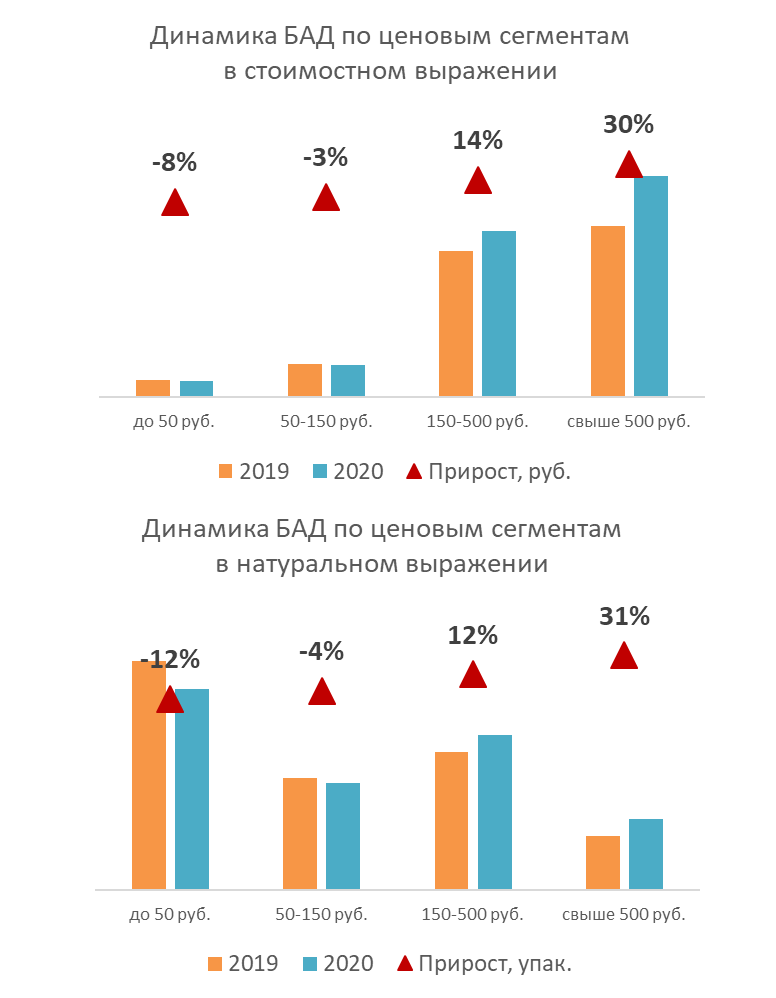 Динамика БАД по ценовым сегментам
в стоимостном выражении
-8%
-3%
14%
30%
до 50 руб.
50-150 руб.
150-500 руб.
свыше 500 руб.
2019
2020
Прирост, руб.
Динамика БАД по ценовым сегментам
в натуральном выражении
-12%
-4%
12%
31%
до 50 руб.
50-150 руб.
150-500 руб.
свыше 500 руб.
2019
2020
Прирост, упак.